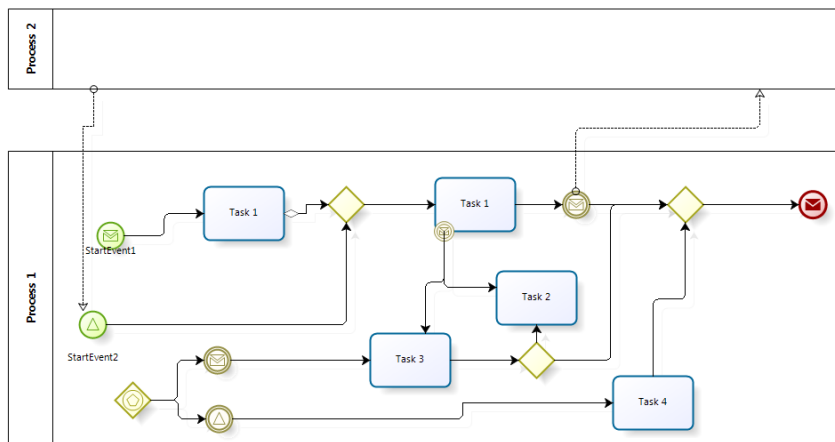 Process 2
Process 1
Task 1
Task 1
StartEvent1
Task 2
StartEvent2
Task 3
Task 4